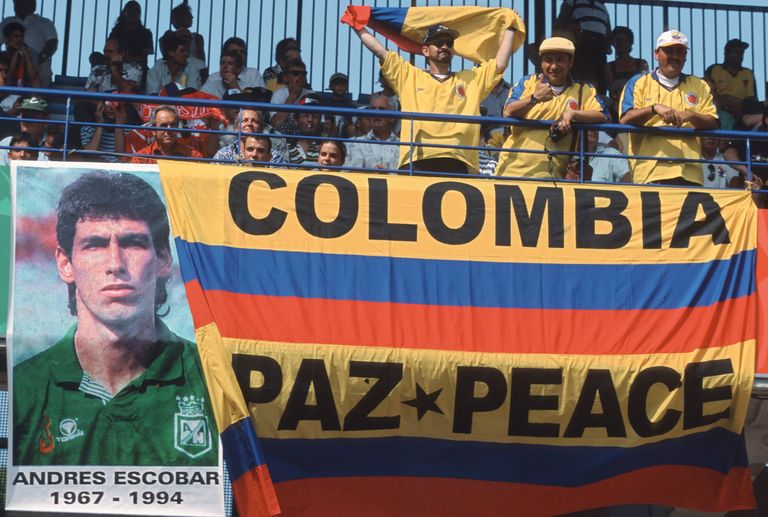 COLOMBIA
PAZ★PEACE
ANDRES ESCOBAR
1967 - 1994